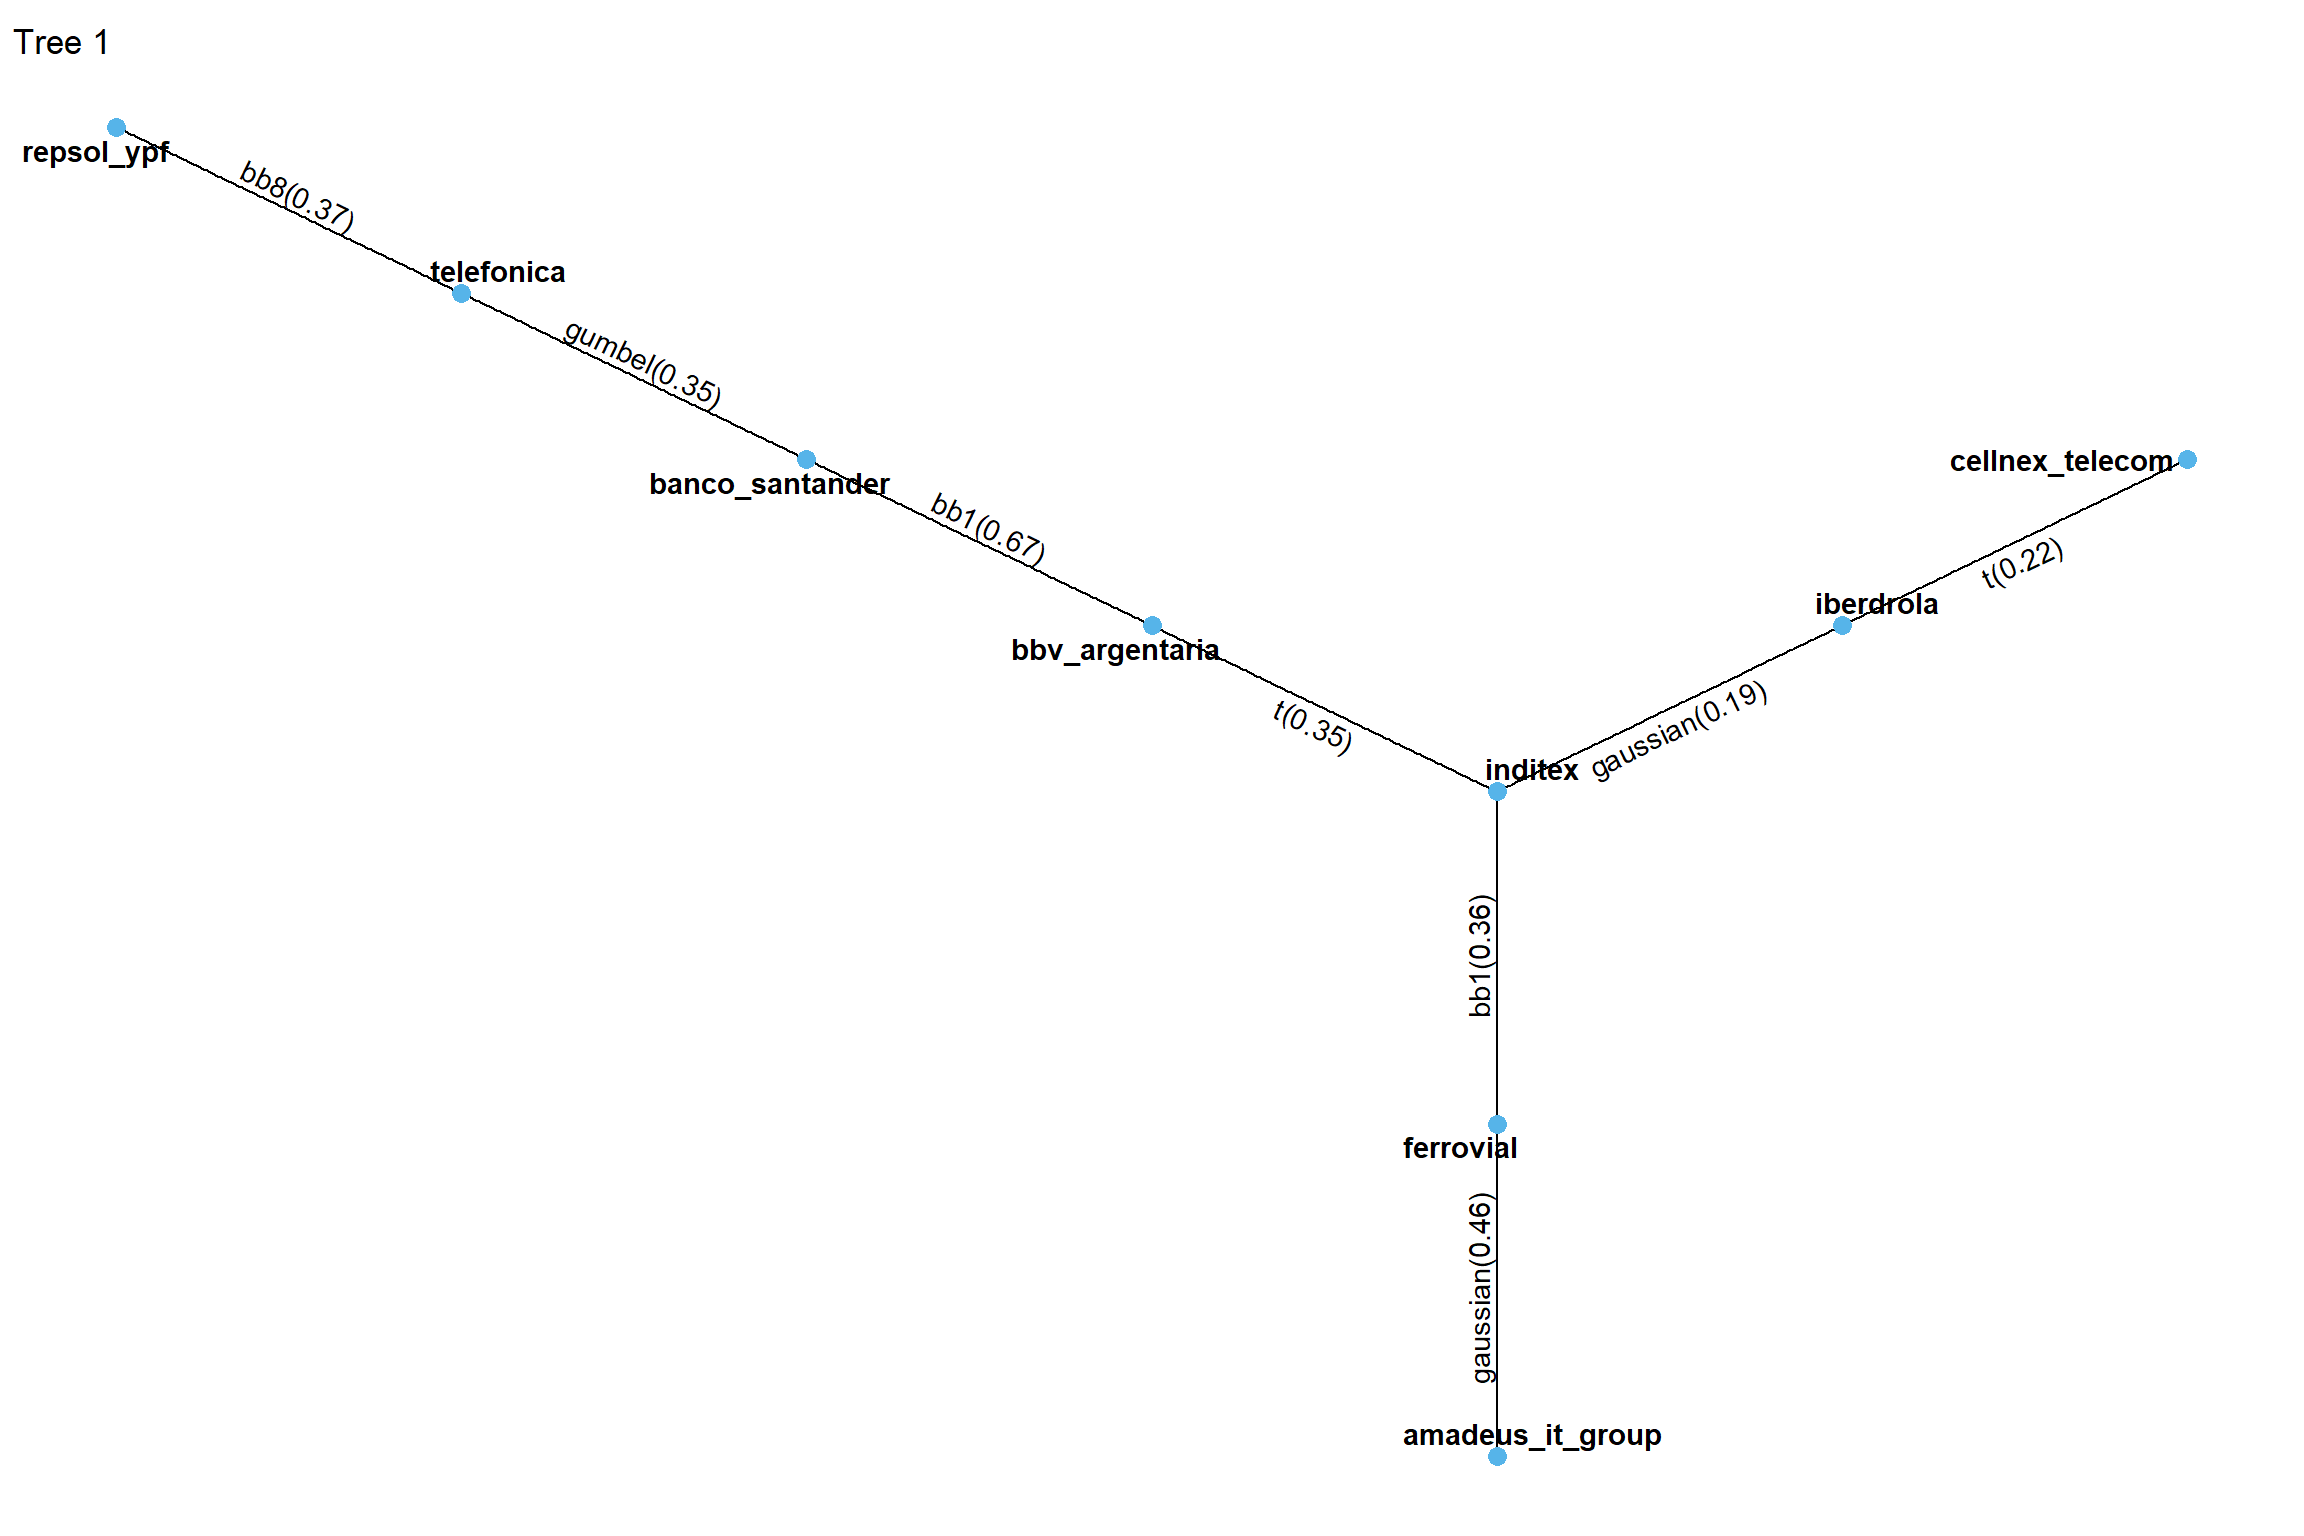 Tree 1
repsol_ypf
bb8(0.37)
telefonica
gumbel(0.35)
banco_santander
cellnex_telecom
bb1(0.67)
t(0.22)
iberdrola
bbv_argentaria
t(0.35)
gaussian(0.19)
inditex
bb1(0.36)
ferrovial
gaussian(0.46)
amadeus_it_group